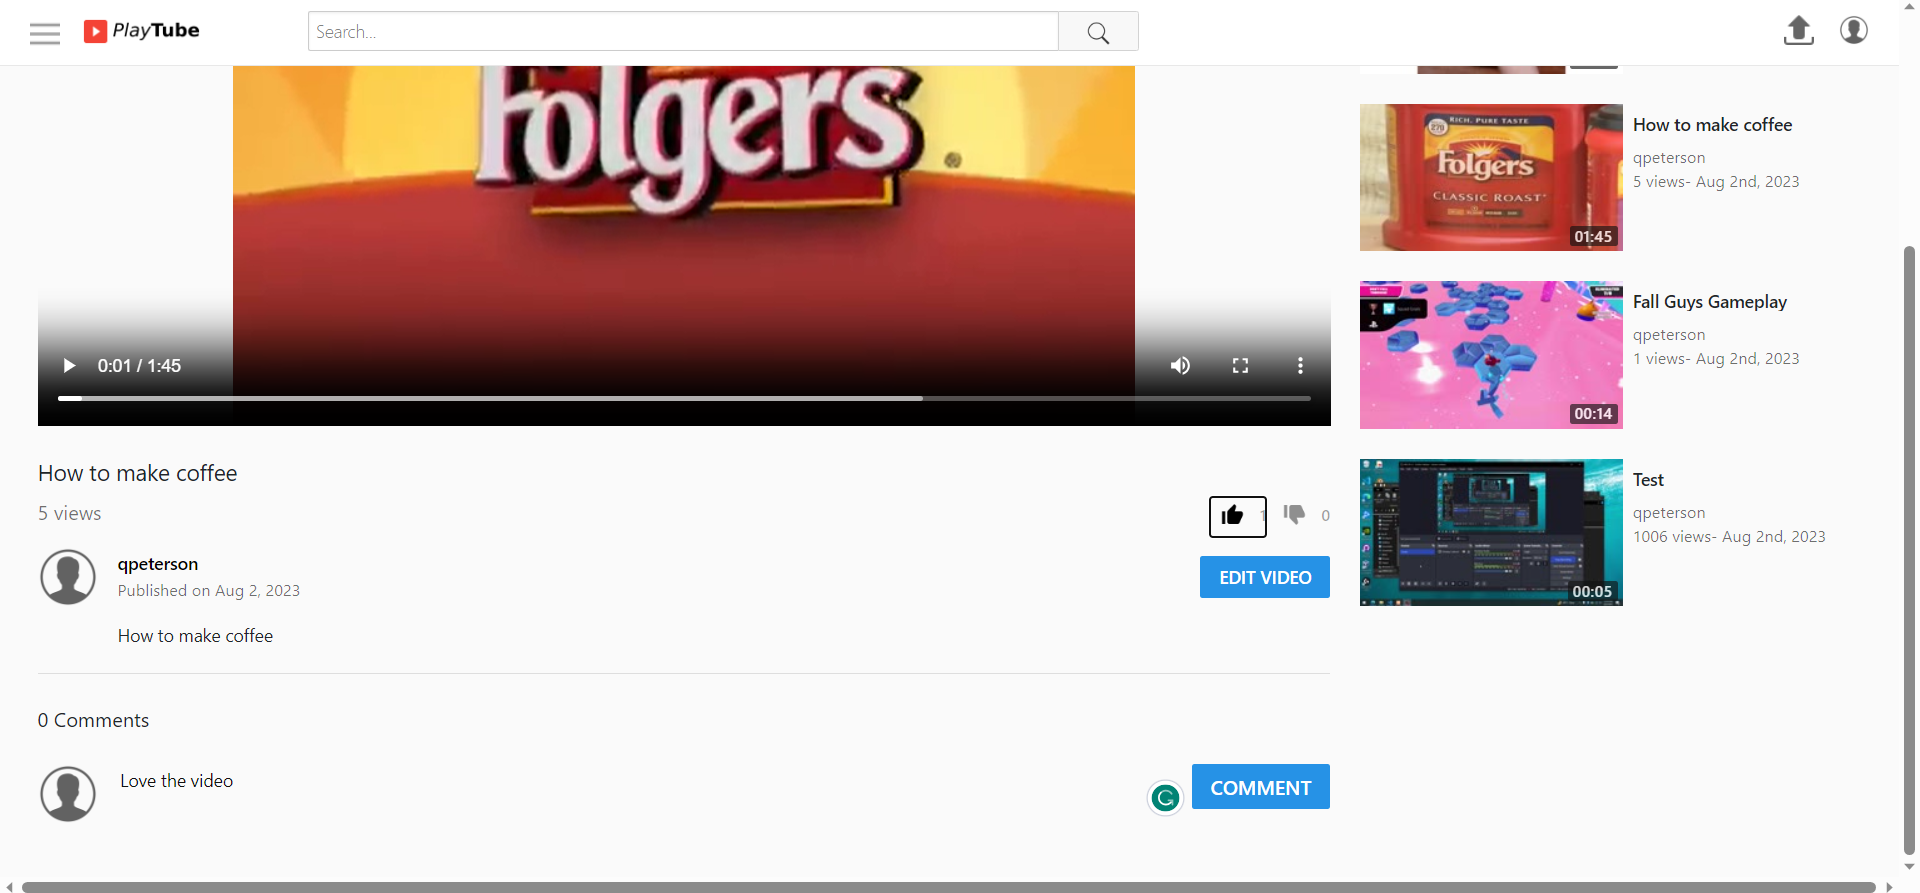 PlayTube
Search...
Folgers
®
0:01 / 1:45
How to make coffee
5 views
1
0
qpeterson
Published on Aug 2, 2023
EDIT VIDEO
How to make coffee
0 Comments
Love the video
COMMENT
RICH, PURE TASTE
270
Folgers
CLASSIC ROAST
01:45
How to make coffee
qpeterson
5 views- Aug 2nd, 2023
00:14
Fall Guys Gameplay
qpeterson
1 views- Aug 2nd, 2023
00:05
Test
qpeterson
1006 views- Aug 2nd, 2023